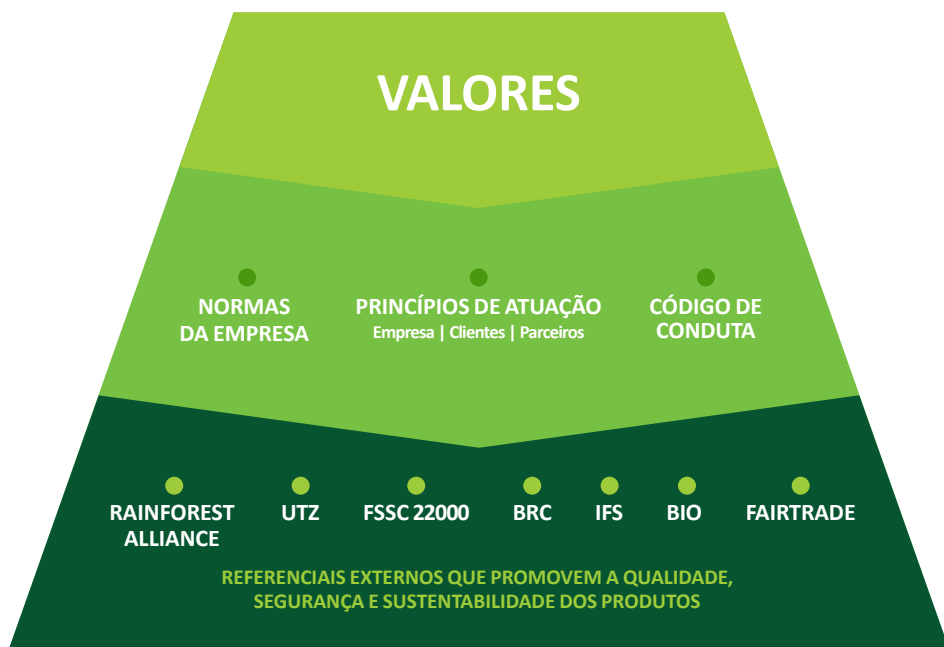 VALORES
NORMAS
DA EMPRESA
PRINCÍPIOS DE ATUAÇÃO
Empresa | Clientes | Parceiros
CÓDIGO DE
CONDUTA
RAINFOREST
ALLIANCE
UTZ
FSSC 22000
BRC
IFS
BIO
FAIRTRADE
REFERENCIAIS EXTERNOS QUE PROMOVEM A QUALIDADE,
SEGURANÇA E SUSTENTABILIDADE DOS PRODUTOS